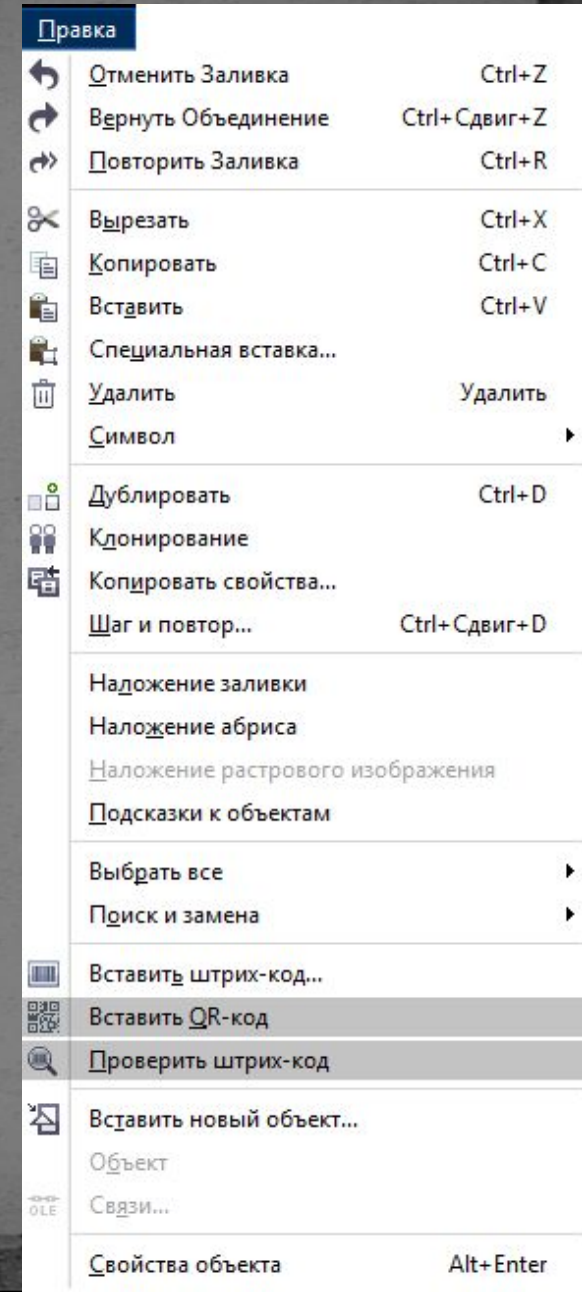 Правка
Отменить Заливка Ctrl+Z
Вернуть Объединение Ctrl+Сдвиг+Z
Повторить Заливка Ctrl+R
Вырезать Ctrl+X
Копировать Ctrl+C
Вставить Ctrl+V
Специальная вставка...
Удалить Удалить
Символ
Дублировать Ctrl+D
Клонирование
Копировать свойства...
Шаг и повтор... Ctrl+Сдвиг+D
Наложение заливки
Наложение абриса
Наложение растрового изображения
Подсказки к объектам
Выбрать все
Поиск и замена
Вставить штрих-код...
Вставить QR-код
Проверить штрих-код
Вставить новый объект...
Объект
OLE Связи...
Свойства объекта Alt+Enter